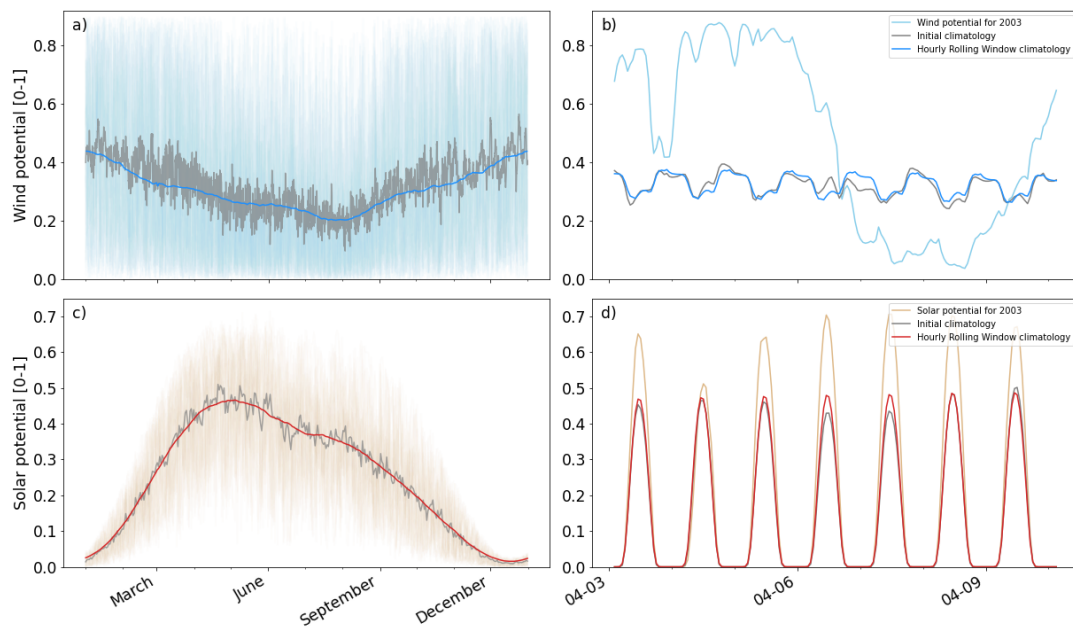 a)
Wind potential [0-1]
0.8
0.6
0.4
0.2
0.0
b)
Wind potential for 2003
Initial climatology
Hourly Rolling Window climatology
0.8
0.6
0.4
0.2
0.0
c)
Solar potential [0-1]
0.7
0.6
0.5
0.4
0.3
0.2
0.1
0.0
March
June
September
December
d)
Solar potential for 2003
Initial climatology
Hourly Rolling Window climatology
0.7
0.6
0.5
0.4
0.3
0.2
0.1
0.0
04-03
04-06
04-09